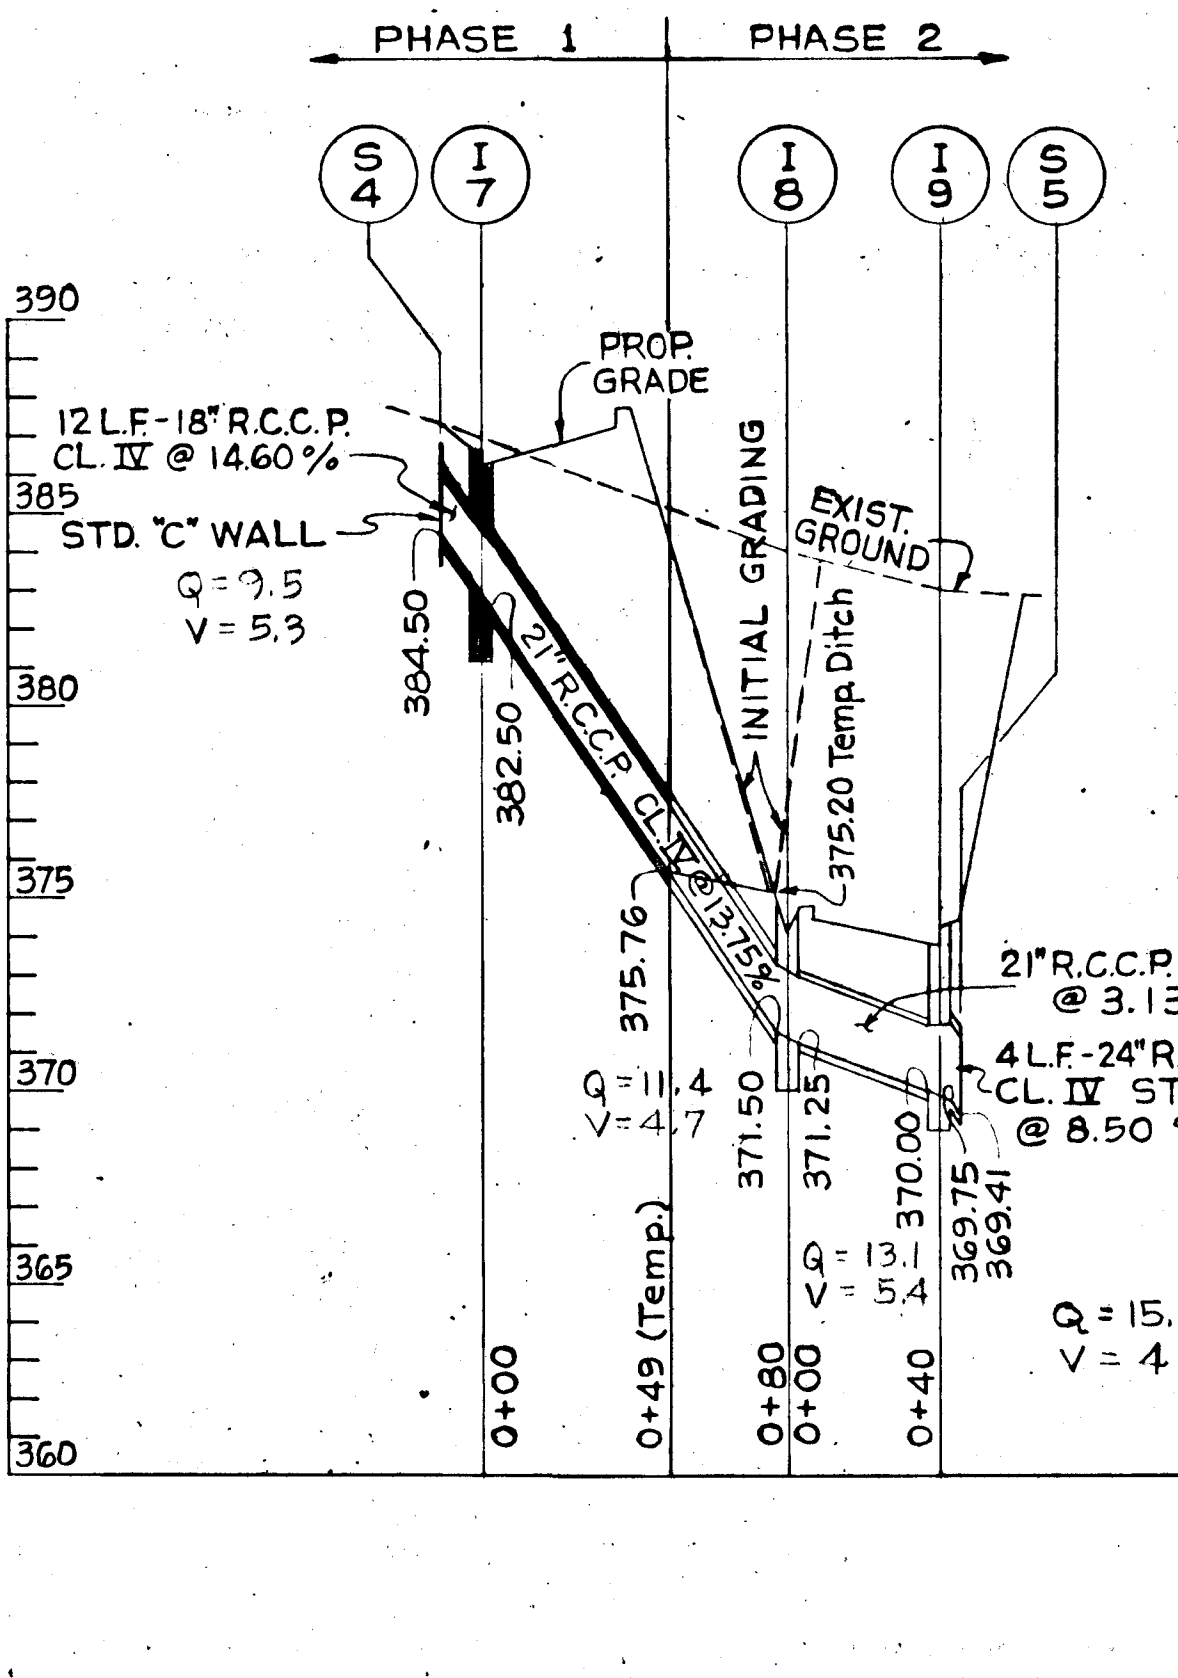 PHASE 1
PHASE 2
S
4
I
7
I
8
I
9
S
5
390
385
380
375
370
365
360
PROP.
GRADE
12 L.F.-18" R.C.C.P.
CL. IV @ 14.60 %
STD. "C" WALL
Q = 9.5
V = 5.3
384.50
382.50
21" R.C.C.P. CL. IV @ 13.75%
INITIAL GRADING
EXIST.
GROUND
375.20 Temp. Ditch
375.76
Q = 11.4
V = 4.7
371.50
371.25
370.00
369.75
369.41
21" R.C.C.P.
@ 3.13
4 L.F.-24" R.
CL. IV ST
@ 8.50
Q = 13.1
V = 5.4
Q = 15.
V = 4
0+00
0+49 (Temp.)
0+80
0+00
0+40